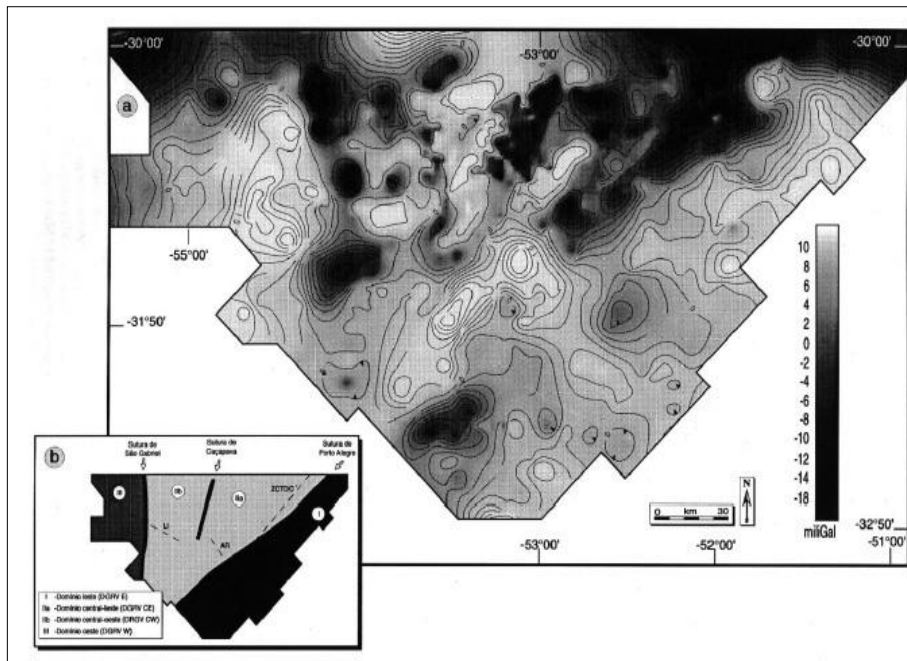 -30°00'
-53°00'
-30°00'
a
-55°00'
-31°50'
10
8
6
4
2
0
-2
-4
-6
-8
-10
-12
-14
-16
-18
miliGal
N
0 km 30
-32°50'
-53°00'
-52°00'
-51°00'
b
Sutura de
São Gabriel
Sutura de
Caçapava
Sutura de
Porto Alegre
III
IIb
IIa
ZCTDC
I
LI
AR
I -Domínio leste (DGRV E)
IIa -Domínio central-leste (DGRV CE)
IIb -Domínio central-oeste (DRGV CW)
III -Domínio oeste (DGRV W)